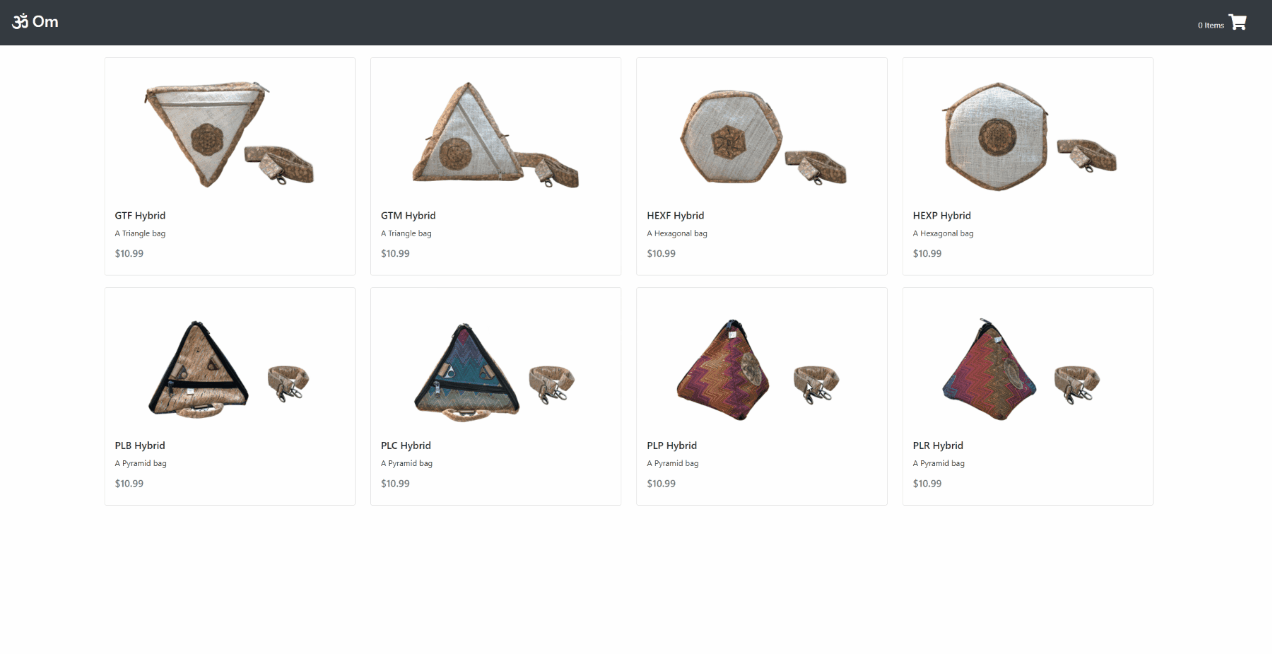 ॐ Om
0 Items
GTF Hybrid
A Triangle bag
$10.99
GTM Hybrid
A Triangle bag
$10.99
HEXF Hybrid
A Hexagonal bag
$10.99
HEXP Hybrid
A Hexagonal bag
$10.99
PLB Hybrid
A Pyramid bag
$10.99
PLC Hybrid
A Pyramid bag
$10.99
PLP Hybrid
A Pyramid bag
$10.99
PLR Hybrid
A Pyramid bag
$10.99